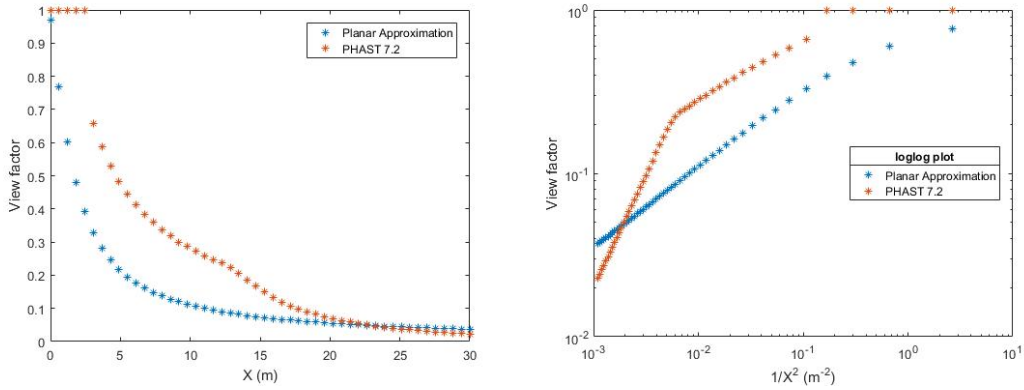 1
0.9
0.8
0.7
0.6
0.5
0.4
0.3
0.2
0.1
0
View factor
0 5 10 15 20 25 30
X (m)
Planar Approximation
PHAST 7.2
10^0
10^-1
10^-2
View factor
10^-3 10^-2 10^-1 10^0 10^1
1/X^2 (m^-2)
loglog plot
Planar Approximation
PHAST 7.2